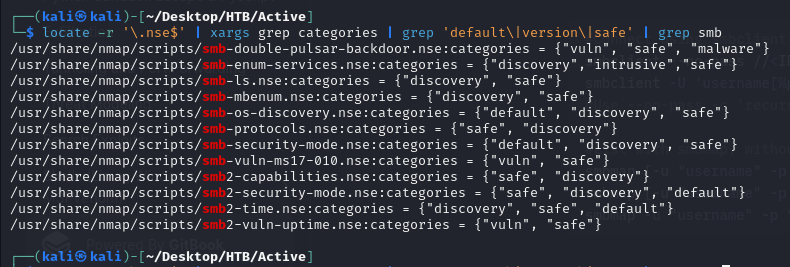 ┌──(kali㉿kali)-[~/Desktop/HTB/Active]
└─$ locate -r '\.nse$' | xargs grep categories | grep 'default\|version\|safe' | grep smb
/usr/share/nmap/scripts/smb-double-pulsar-backdoor.nse:categories = {"vuln", "safe", "malware"}
/usr/share/nmap/scripts/smb-enum-services.nse:categories = {"discovery","intrusive","safe"}
/usr/share/nmap/scripts/smb-ls.nse:categories = {"discovery", "safe"}
/usr/share/nmap/scripts/smb-mbenum.nse:categories = {"discovery", "safe"}
/usr/share/nmap/scripts/smb-os-discovery.nse:categories = {"default", "discovery", "safe"}
/usr/share/nmap/scripts/smb-protocols.nse:categories = {"safe", "discovery"}
/usr/share/nmap/scripts/smb-security-mode.nse:categories = {"default", "discovery", "safe"}
/usr/share/nmap/scripts/smb-vuln-ms17-010.nse:categories = {"vuln", "safe"}
/usr/share/nmap/scripts/smb2-capabilities.nse:categories = {"safe", "discovery"}
/usr/share/nmap/scripts/smb2-security-mode.nse:categories = {"safe", "discovery", "default"}
/usr/share/nmap/scripts/smb2-time.nse:categories = {"discovery", "safe", "default"}
/usr/share/nmap/scripts/smb2-vuln-uptime.nse:categories = {"vuln", "safe"}
Powered By GitBook
┌──(kali㉿kali)-[~/Desktop/HTB/Active]